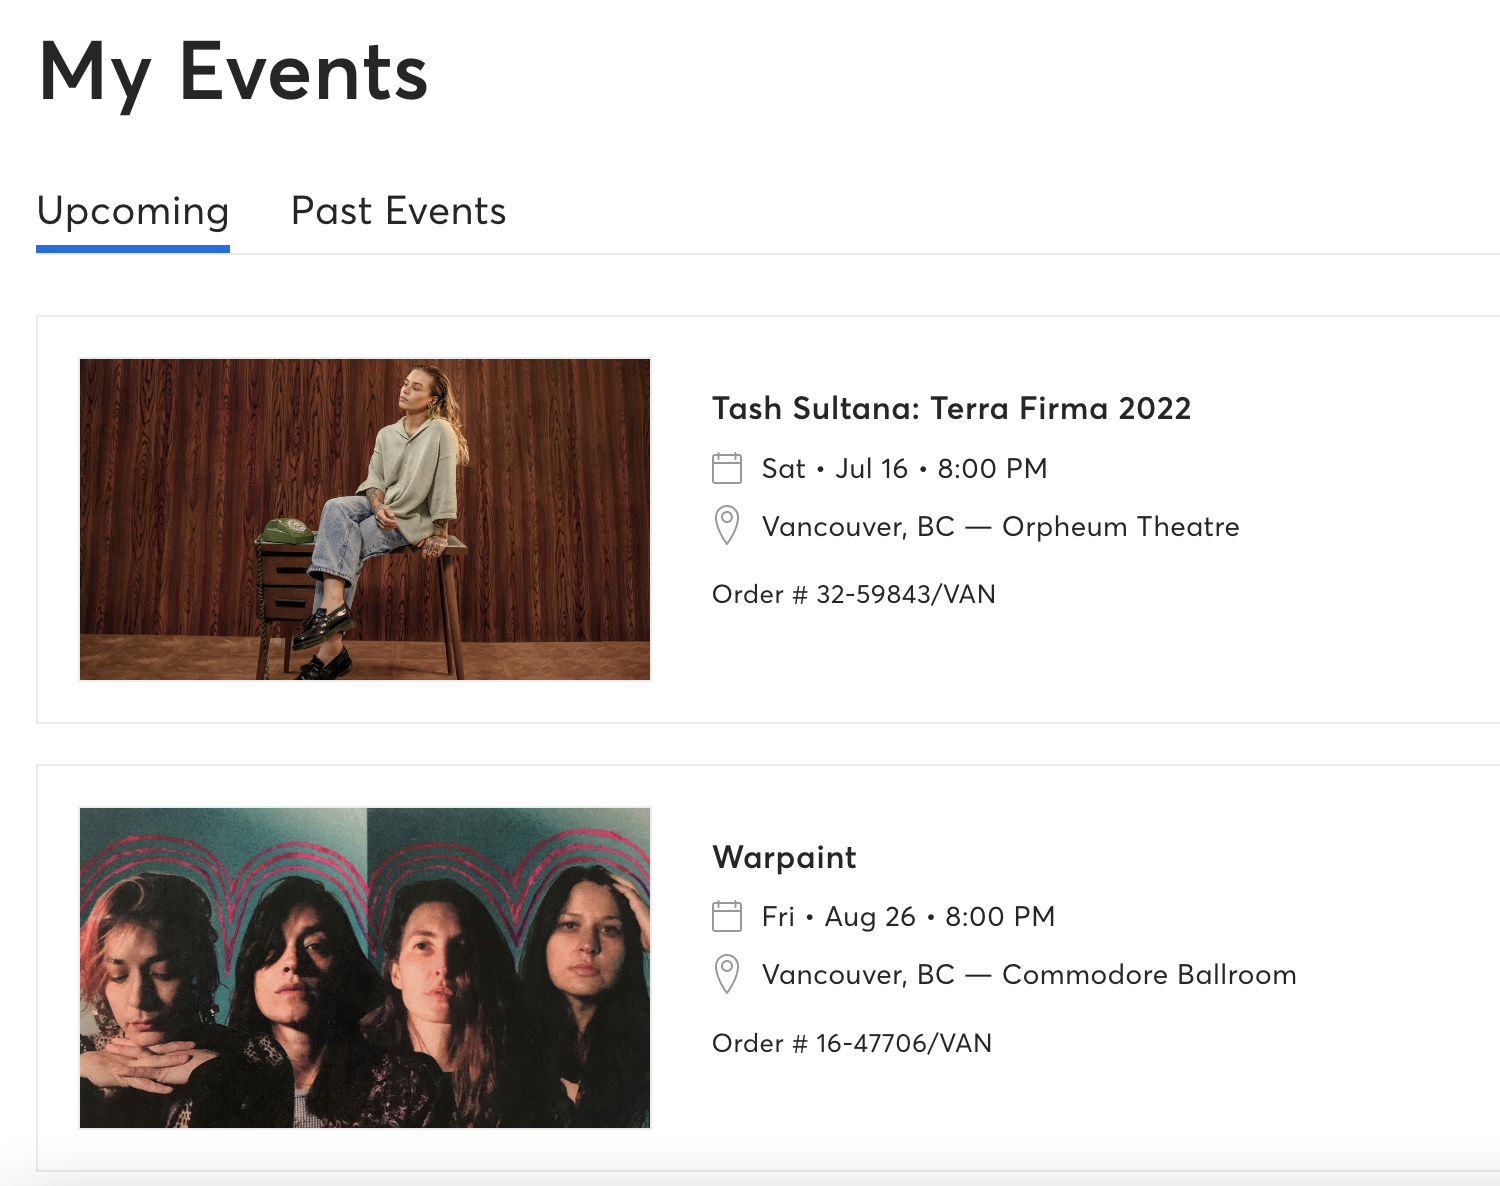 My Events
Upcoming
Past Events
Tash Sultana: Terra Firma 2022
Sat • Jul 16 • 8:00 PM
Vancouver, BC — Orpheum Theatre
Order # 32-59843/VAN
Warpaint
Fri • Aug 26 • 8:00 PM
Vancouver, BC — Commodore Ballroom
Order # 16-47706/VAN